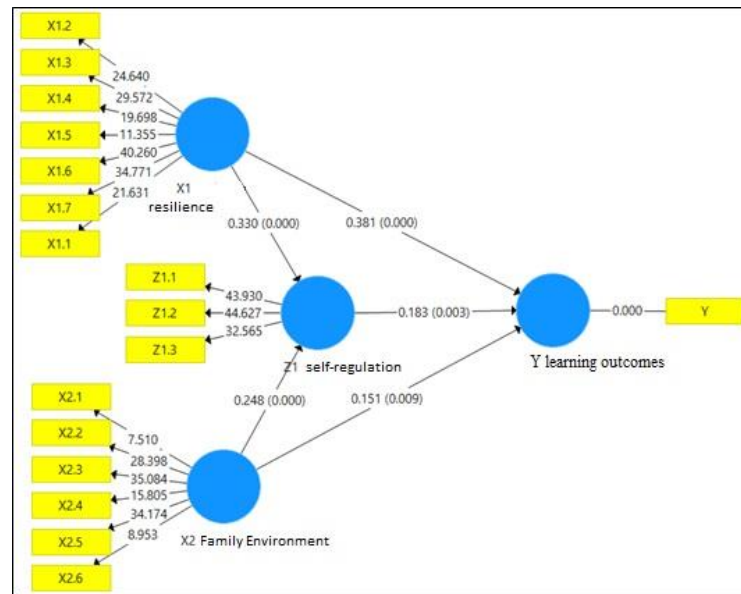 X1.2
X1.3
X1.4
X1.5
X1.6
X1.7
X1.1
24.640
29.572
19.698
11.355
40.260
34.771
21.631
X1
resilience
0.330 (0.000)
0.381 (0.000)
Z1.1
Z1.2
Z1.3
43.930
44.627
32.565
Z1 self-regulation
0.183 (0.003)
0.000
Y
Y learning outcomes
0.248 (0.000)
0.151 (0.009)
X2.1
X2.2
X2.3
X2.4
X2.5
X2.6
7.510
28.398
35.084
15.805
34.174
8.953
X2 Family Environment